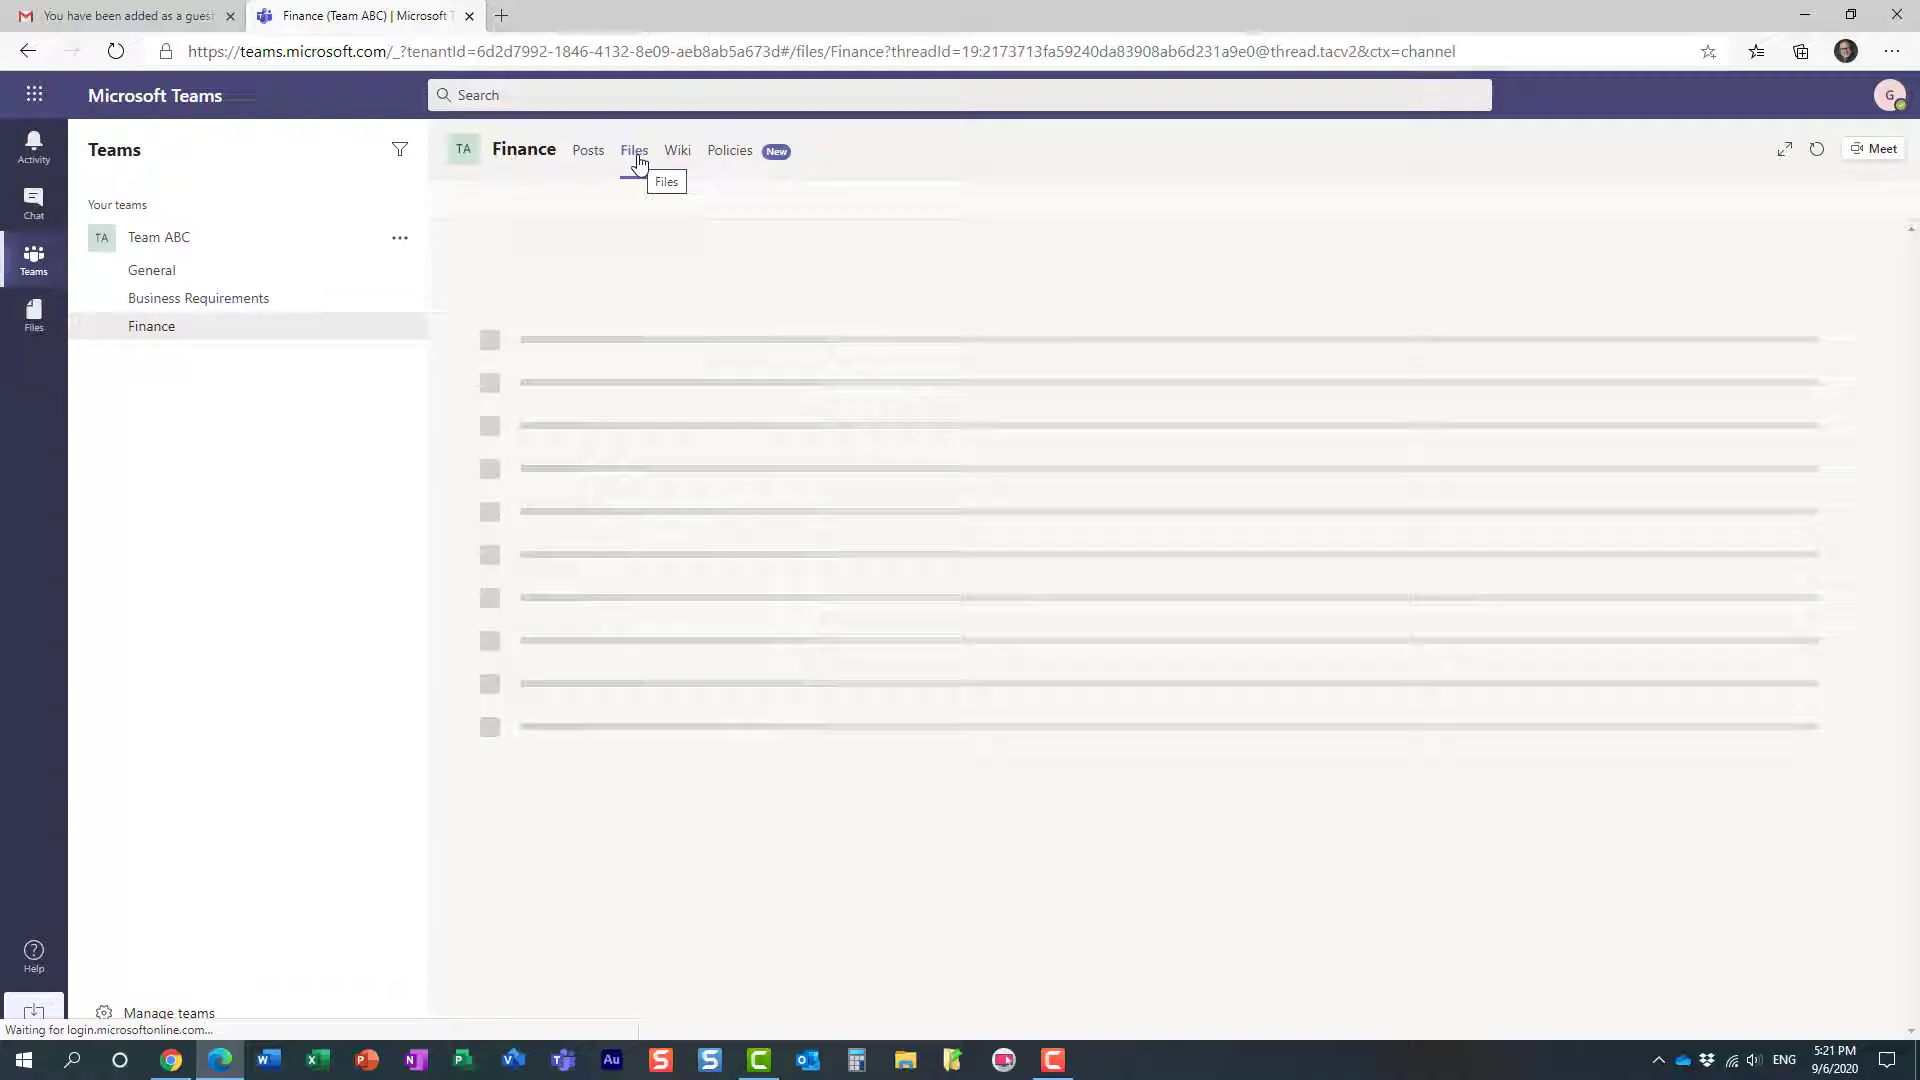 You have been added as a gues
Finance (Team ABC) | Microsoft T
https://teams.microsoft.com/_?tenantId=6d2d7992-1846-4132-8e09-aeb8ab5a673d#/files/Finance?threadId=19:2173713fa59240da83908ab6d231a9e0@thread.tacv2&ctx=channel
Microsoft Teams
Search
G
Activity
Chat
Teams
Files
Help
Teams
Your teams
TA Team ABC
General
Business Requirements
Finance
Manage teams
TA Finance Posts Files Wiki Policies New
Meet
Files
Waiting for login.microsoftonline.com...
ENG
5:21 PM
9/6/2020